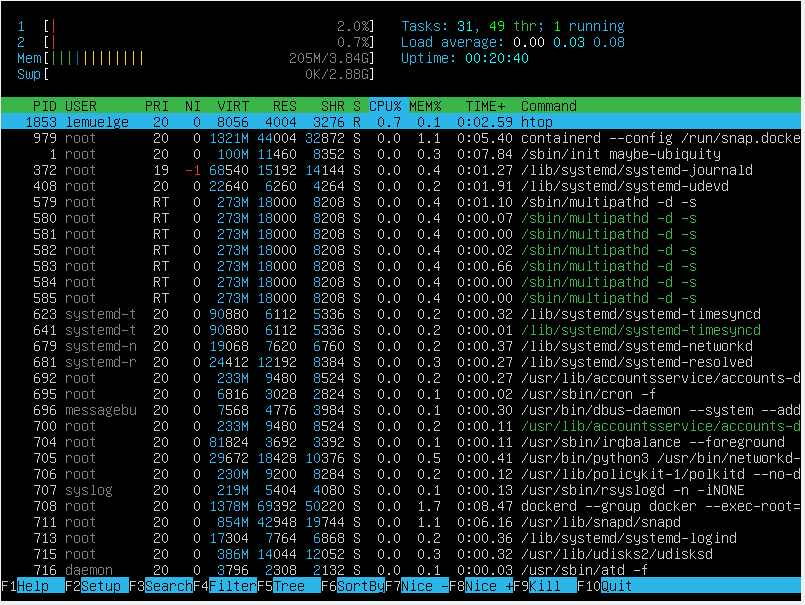 1  [|                                   2.0%]   Tasks: 31, 49 thr; 1 running
2  [|                                   0.7%]   Load average: 0.00 0.03 0.08
Mem[||||||||||||                  205M/3.84G]   Uptime: 00:20:40
Swp[                                0K/2.88G]
PID USER      PRI  NI  VIRT   RES   SHR S CPU% MEM%   TIME+  Command
1853 lemuelge   20   0  8056  4004  3276 R  0.7  0.1  0:02.59 htop
979 root       20   0 1321M 44004 32872 S  0.0  1.1  0:05.40 containerd --config /run/snap.docke
1 root       20   0  100M 11460  8352 S  0.0  0.3  0:07.84 /sbin/init maybe-ubiquity
372 root       19  -1 68540 15192 14144 S  0.0  0.4  0:01.27 /lib/systemd/systemd-journald
408 root       20   0 22640  6260  4264 S  0.0  0.2  0:01.91 /lib/systemd/systemd-udevd
579 root       RT   0  273M 18000  8208 S  0.0  0.4  0:01.10 /sbin/multipathd -d -s
580 root       RT   0  273M 18000  8208 S  0.0  0.4  0:00.07 /sbin/multipathd -d -s
581 root       RT   0  273M 18000  8208 S  0.0  0.4  0:00.00 /sbin/multipathd -d -s
582 root       RT   0  273M 18000  8208 S  0.0  0.4  0:00.02 /sbin/multipathd -d -s
583 root       RT   0  273M 18000  8208 S  0.0  0.4  0:00.66 /sbin/multipathd -d -s
584 root       RT   0  273M 18000  8208 S  0.0  0.4  0:00.00 /sbin/multipathd -d -s
585 root       RT   0  273M 18000  8208 S  0.0  0.4  0:00.00 /sbin/multipathd -d -s
623 systemd-t  20   0 90880  6112  5336 S  0.0  0.2  0:00.32 /lib/systemd/systemd-timesyncd
641 systemd-t  20   0 90880  6112  5336 S  0.0  0.2  0:00.01 /lib/systemd/systemd-timesyncd
679 systemd-n  20   0 19068  7620  6760 S  0.0  0.2  0:00.37 /lib/systemd/systemd-networkd
681 systemd-r  20   0 24412 12192  8384 S  0.0  0.3  0:00.53 /lib/systemd/systemd-resolved
692 root       20   0  233M  9480  8524 S  0.0  0.2  0:00.27 /usr/lib/accountsservice/accounts-d
695 root       20   0  6816  3028  2824 S  0.0  0.1  0:00.02 /usr/sbin/cron -f
696 messagebu  20   0  7568  4776  3984 S  0.0  0.1  0:00.30 /usr/bin/dbus-daemon --system --add
700 root       20   0  233M  9480  8524 S  0.0  0.2  0:00.11 /usr/lib/accountsservice/accounts-d
704 root       20   0 81824  3692  3392 S  0.0  0.1  0:00.11 /usr/sbin/irqbalance --foreground
705 root       20   0 29672 18428 10376 S  0.0  0.5  0:00.41 /usr/bin/python3 /usr/bin/networkd-
706 root       20   0  230M  9200  8284 S  0.0  0.2  0:00.12 /usr/lib/policykit-1/polkitd --no-d
707 syslog     20   0  219M  5404  4080 S  0.0  0.1  0:00.13 /usr/sbin/rsyslogd -n -iNONE
708 root       20   0 1378M 69392 50220 S  0.0  1.7  0:08.47 dockerd --group docker --exec-root=
711 root       20   0  854M 42948 19744 S  0.0  1.1  0:06.16 /usr/lib/snapd/snapd
713 root       20   0 17304  7764  6868 S  0.0  0.2  0:00.36 /lib/systemd/systemd-logind
715 root       20   0  386M 14044 12052 S  0.0  0.3  0:00.32 /usr/lib/udisks2/udisksd
716 daemon     20   0  3796  2308  2132 S  0.0  0.1  0:00.03 /usr/sbin/atd -f
F1Help  F2Setup F3SearchF4FilterF5Tree  F6SortByF7Nice -F8Nice +F9Kill  F10Quit